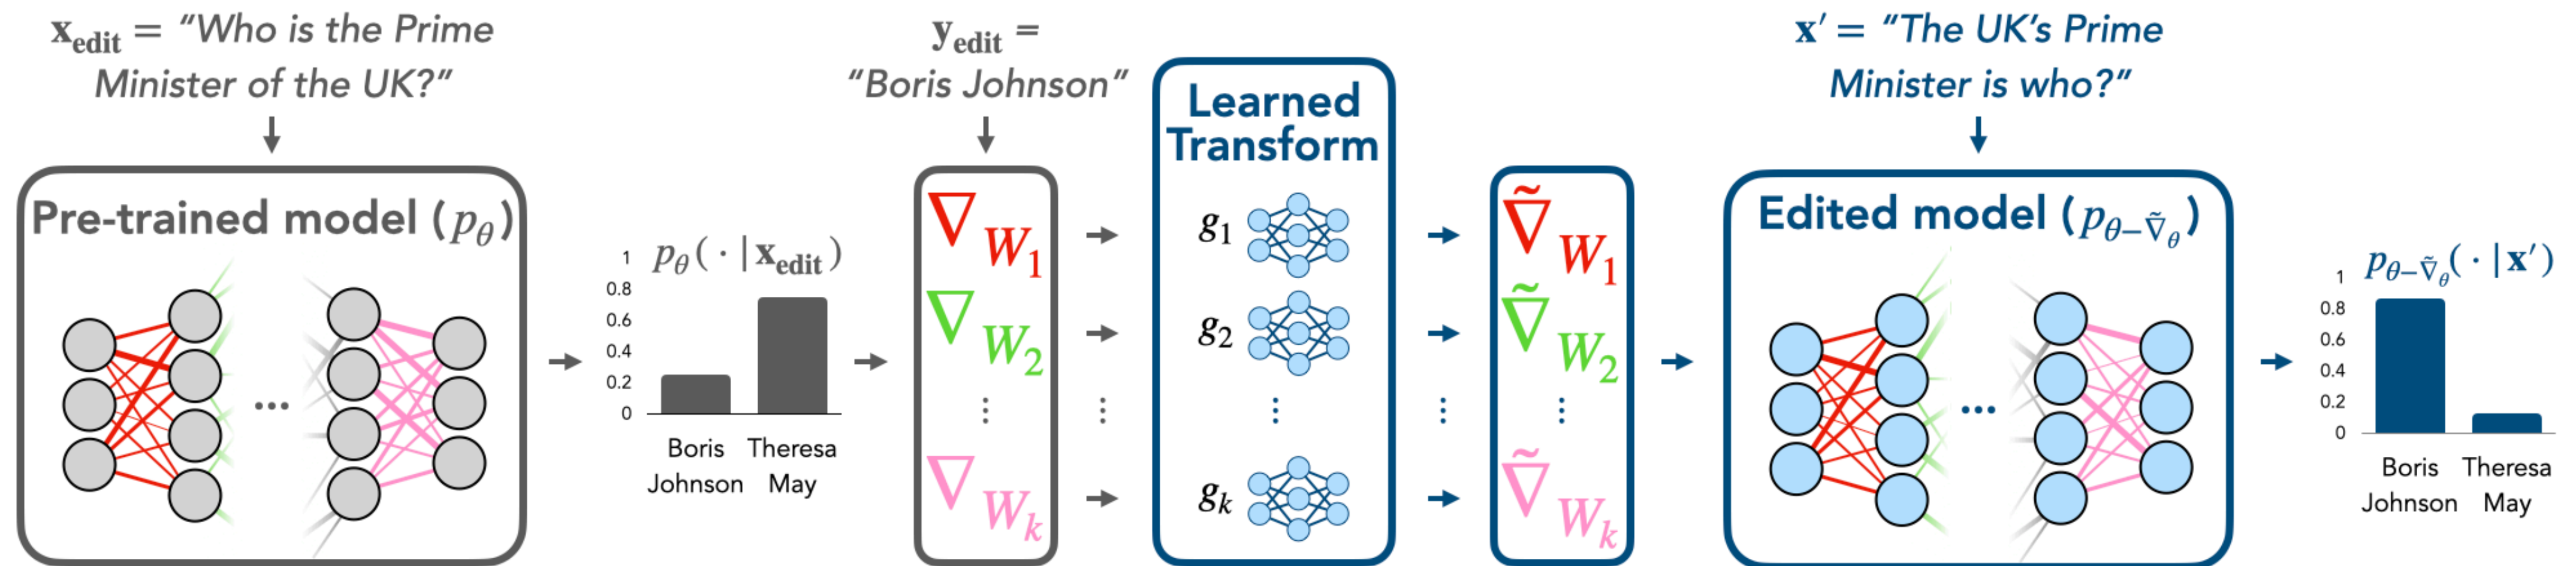 x_edit = “Who is the Prime
Minister of the UK?”
Pre-trained model (p_θ)
...
p_θ( · | x_edit)
1
0.8
0.6
0.4
0.2
0
Boris Johnson
Theresa May
y_edit =
“Boris Johnson”
∇ W_1
∇ W_2
⋮
∇ W_k
Learned
Transform
g_1
g_2
⋮
g_k
∇̃ W_1
∇̃ W_2
⋮
∇̃ W_k
x′ = “The UK’s Prime
Minister is who?”
Edited model (p_θ−∇̃_θ)
...
p_θ−∇̃_θ( · | x′)
1
0.8
0.6
0.4
0.2
0
Boris Johnson
Theresa May